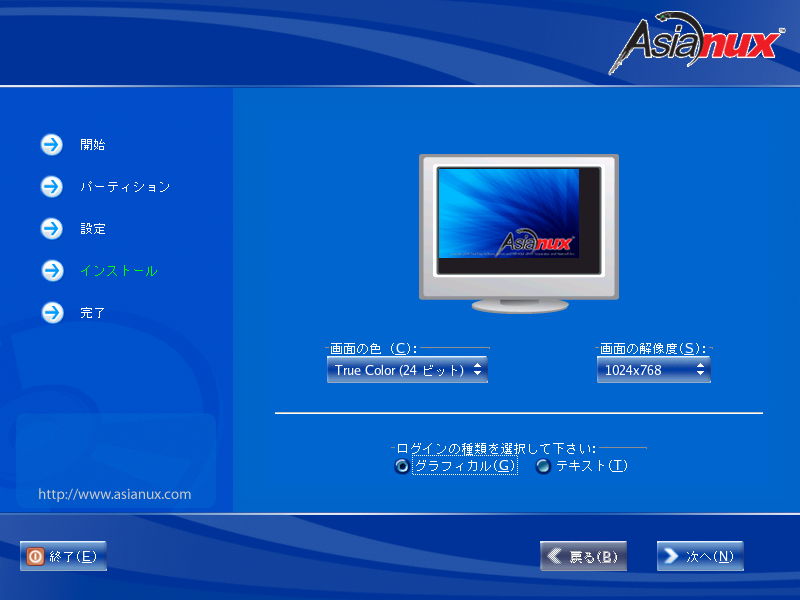 Asianux™
開始
パーティション
設定
インストール
完了
http://www.asianux.com
Asianux
画面の色 (C):
True Color (24 ビット)
画面の解像度(S):
1024x768
ログインの種類を選択して下さい:
グラフィカル(G)
テキスト(T)
終了(E)
戻る(B)
次へ(N)